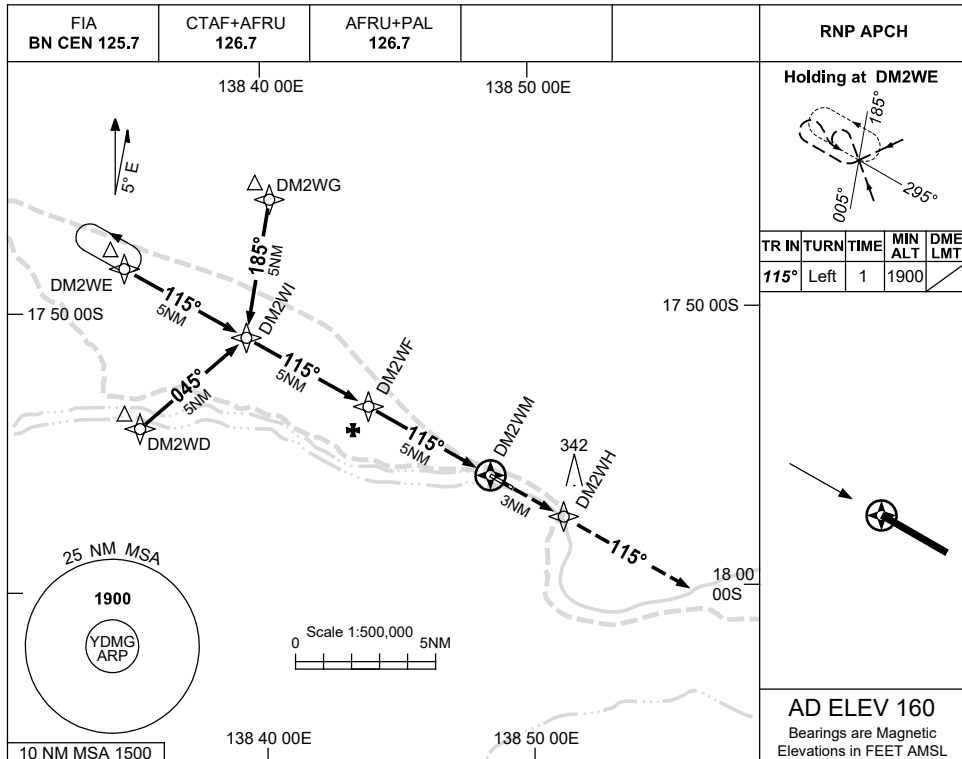 FIA
BN CEN 125.7
CTAF+AFRU
126.7
AFRU+PAL
126.7
RNP APCH
138 40 00E
138 50 00E
Holding at DM2WE
185°
295°
005°
TR IN TURN TIME MIN ALT DME LMT
115° Left 1 1900
5° E
DM2WG
185°
5NM
DM2WE
115°
5NM
DM2WI
17 50 00S
17 50 00S
045°
5NM
DM2WD
115°
5NM
DM2WF
115°
5NM
DM2WM
342
DM2WH
3NM
115°
18 00
00S
25 NM MSA
1900
YDMG
ARP
Scale 1:500,000
0 5NM
10 NM MSA 1500
138 40 00E
138 50 00E
AD ELEV 160
Bearings are Magnetic
Elevations in FEET AMSL